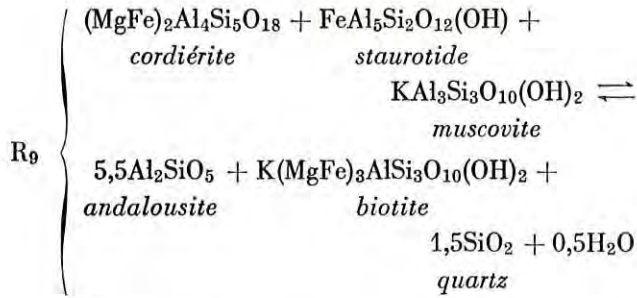 (MgFe)₂Al₄Si₅O₁₈ + FeAl₅Si₂O₁₂(OH) +
cordiérite staurotide
KAl₃Si₃O₁₀(OH)₂ ⇌
muscovite
R₉
5,5Al₂SiO₅ + K(MgFe)₃AlSi₃O₁₀(OH)₂ +
andalousite biotite
1,5SiO₂ + 0,5H₂O
quartz